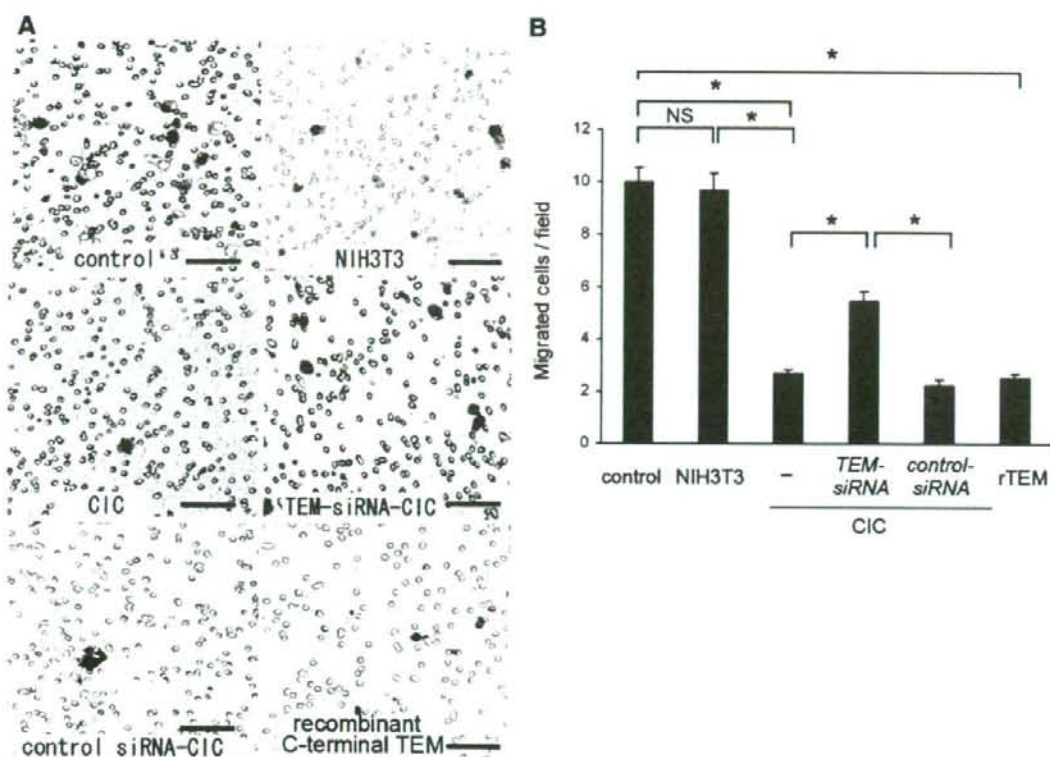 A
control
NIH3T3
CIC
TEM-siRNA-CIC
control siRNA-CIC
recombinant
C-terminal TEM
B
*
*
NS
*
*
*
Migrated cells / field
12
10
8
6
4
2
0
control
NIH3T3
–
TEM-
siRNA
control-
siRNA
rTEM
CIC